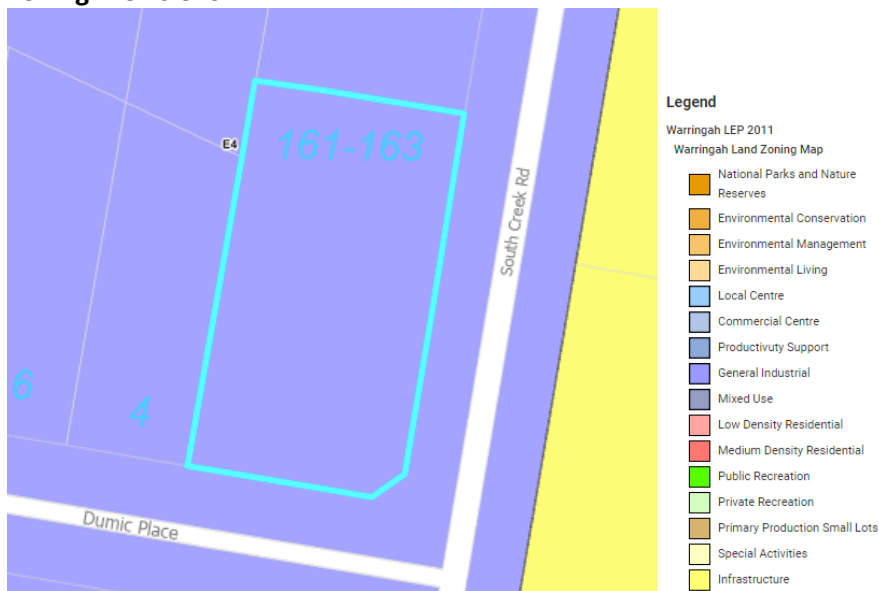 E4
161-163
South Creek Rd
6
4
Dumic Place
Legend
Warringah LEP 2011
Warringah Land Zoning Map
National Parks and Nature
Reserves
Environmental Conservation
Environmental Management
Environmental Living
Local Centre
Commercial Centre
Productivuty Support
General Industrial
Mixed Use
Low Density Residential
Medium Density Residential
Public Recreation
Private Recreation
Primary Production Small Lots
Special Activities
Infrastructure